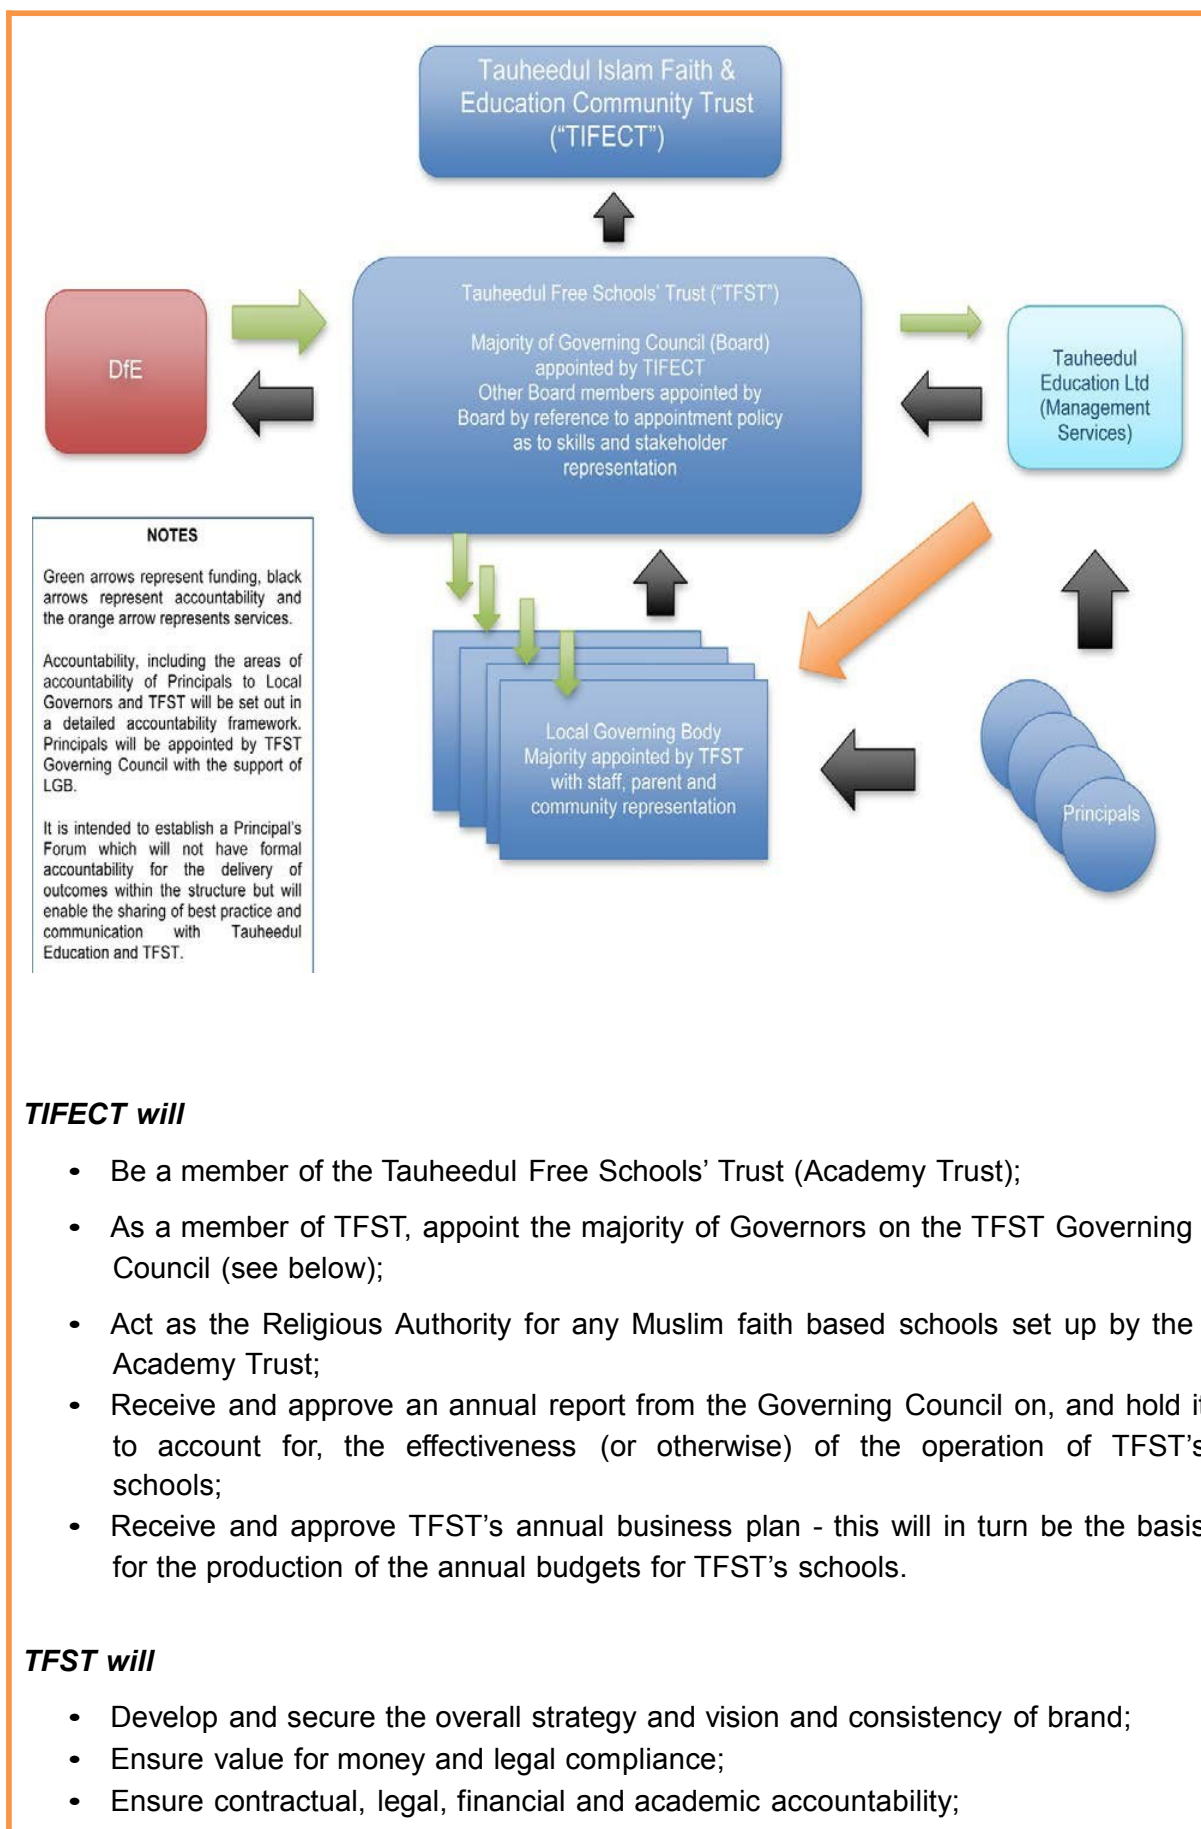 Tauheedul Islam Faith &
Education Community Trust
(“TIFECT”)
Tauheedul Free Schools’ Trust (“TFST”)
Majority of Governing Council (Board)
appointed by TIFECT
Other Board members appointed by
Board by reference to appointment policy
as to skills and stakeholder
representation
DfE
Tauheedul
Education Ltd
(Management
Services)
NOTES
Green arrows represent funding, black
arrows represent accountability and
the orange arrow represents services.
Accountability, including the areas of
accountability of Principals to Local
Governors and TFST will be set out in
a detailed accountability framework.
Principals will be appointed by TFST
Governing Council with the support of
LGB.
It is intended to establish a Principal’s
Forum which will not have formal
accountability for the delivery of
outcomes within the structure but will
enable the sharing of best practice and
communication with Tauheedul
Education and TFST.
Local Governing Body
Majority appointed by TFST
with staff, parent and
community representation
Principals
TIFECT will
• Be a member of the Tauheedul Free Schools’ Trust (Academy Trust);
• As a member of TFST, appoint the majority of Governors on the TFST Governing
Council (see below);
• Act as the Religious Authority for any Muslim faith based schools set up by the
Academy Trust;
• Receive and approve an annual report from the Governing Council on, and hold it
to account for, the effectiveness (or otherwise) of the operation of TFST’s
schools;
• Receive and approve TFST’s annual business plan - this will in turn be the basis
for the production of the annual budgets for TFST’s schools.
TFST will
• Develop and secure the overall strategy and vision and consistency of brand;
• Ensure value for money and legal compliance;
• Ensure contractual, legal, financial and academic accountability;